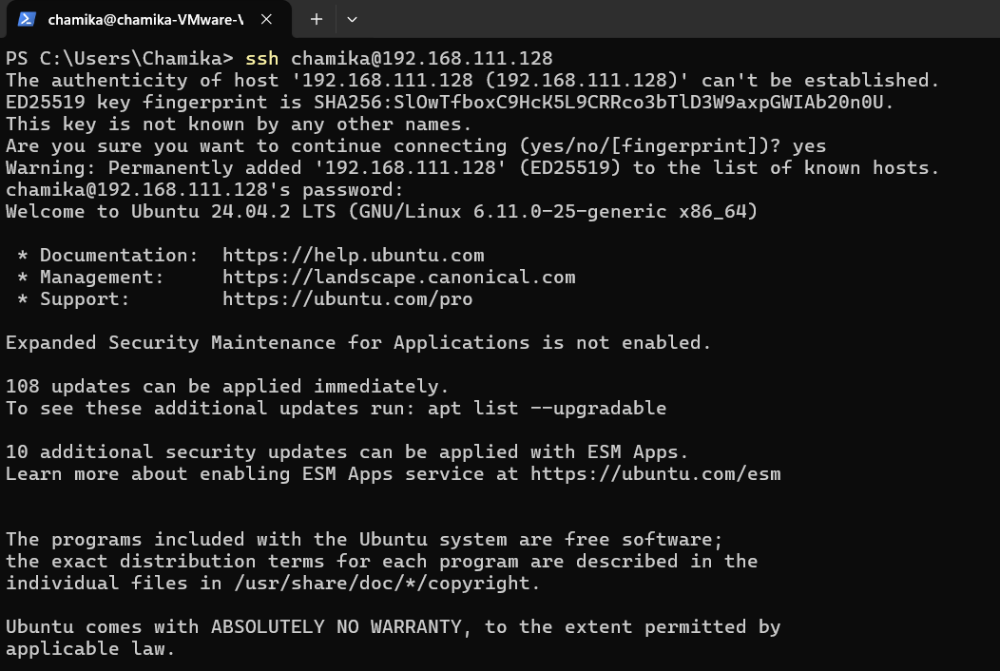 chamika@chamika-VMware-V
PS C:\Users\Chamika> ssh chamika@192.168.111.128
The authenticity of host '192.168.111.128 (192.168.111.128)' can't be established.
ED25519 key fingerprint is SHA256:SlOwTfboxC9HcK5L9CRRco3bTlD3W9axpGWIAb20n0U.
This key is not known by any other names.
Are you sure you want to continue connecting (yes/no/[fingerprint])? yes
Warning: Permanently added '192.168.111.128' (ED25519) to the list of known hosts.
chamika@192.168.111.128's password:
Welcome to Ubuntu 24.04.2 LTS (GNU/Linux 6.11.0-25-generic x86_64)

 * Documentation:  https://help.ubuntu.com
 * Management:     https://landscape.canonical.com
 * Support:        https://ubuntu.com/pro

Expanded Security Maintenance for Applications is not enabled.

108 updates can be applied immediately.
To see these additional updates run: apt list --upgradable

10 additional security updates can be applied with ESM Apps.
Learn more about enabling ESM Apps service at https://ubuntu.com/esm

The programs included with the Ubuntu system are free software;
the exact distribution terms for each program are described in the
individual files in /usr/share/doc/*/copyright.

Ubuntu comes with ABSOLUTELY NO WARRANTY, to the extent permitted by
applicable law.